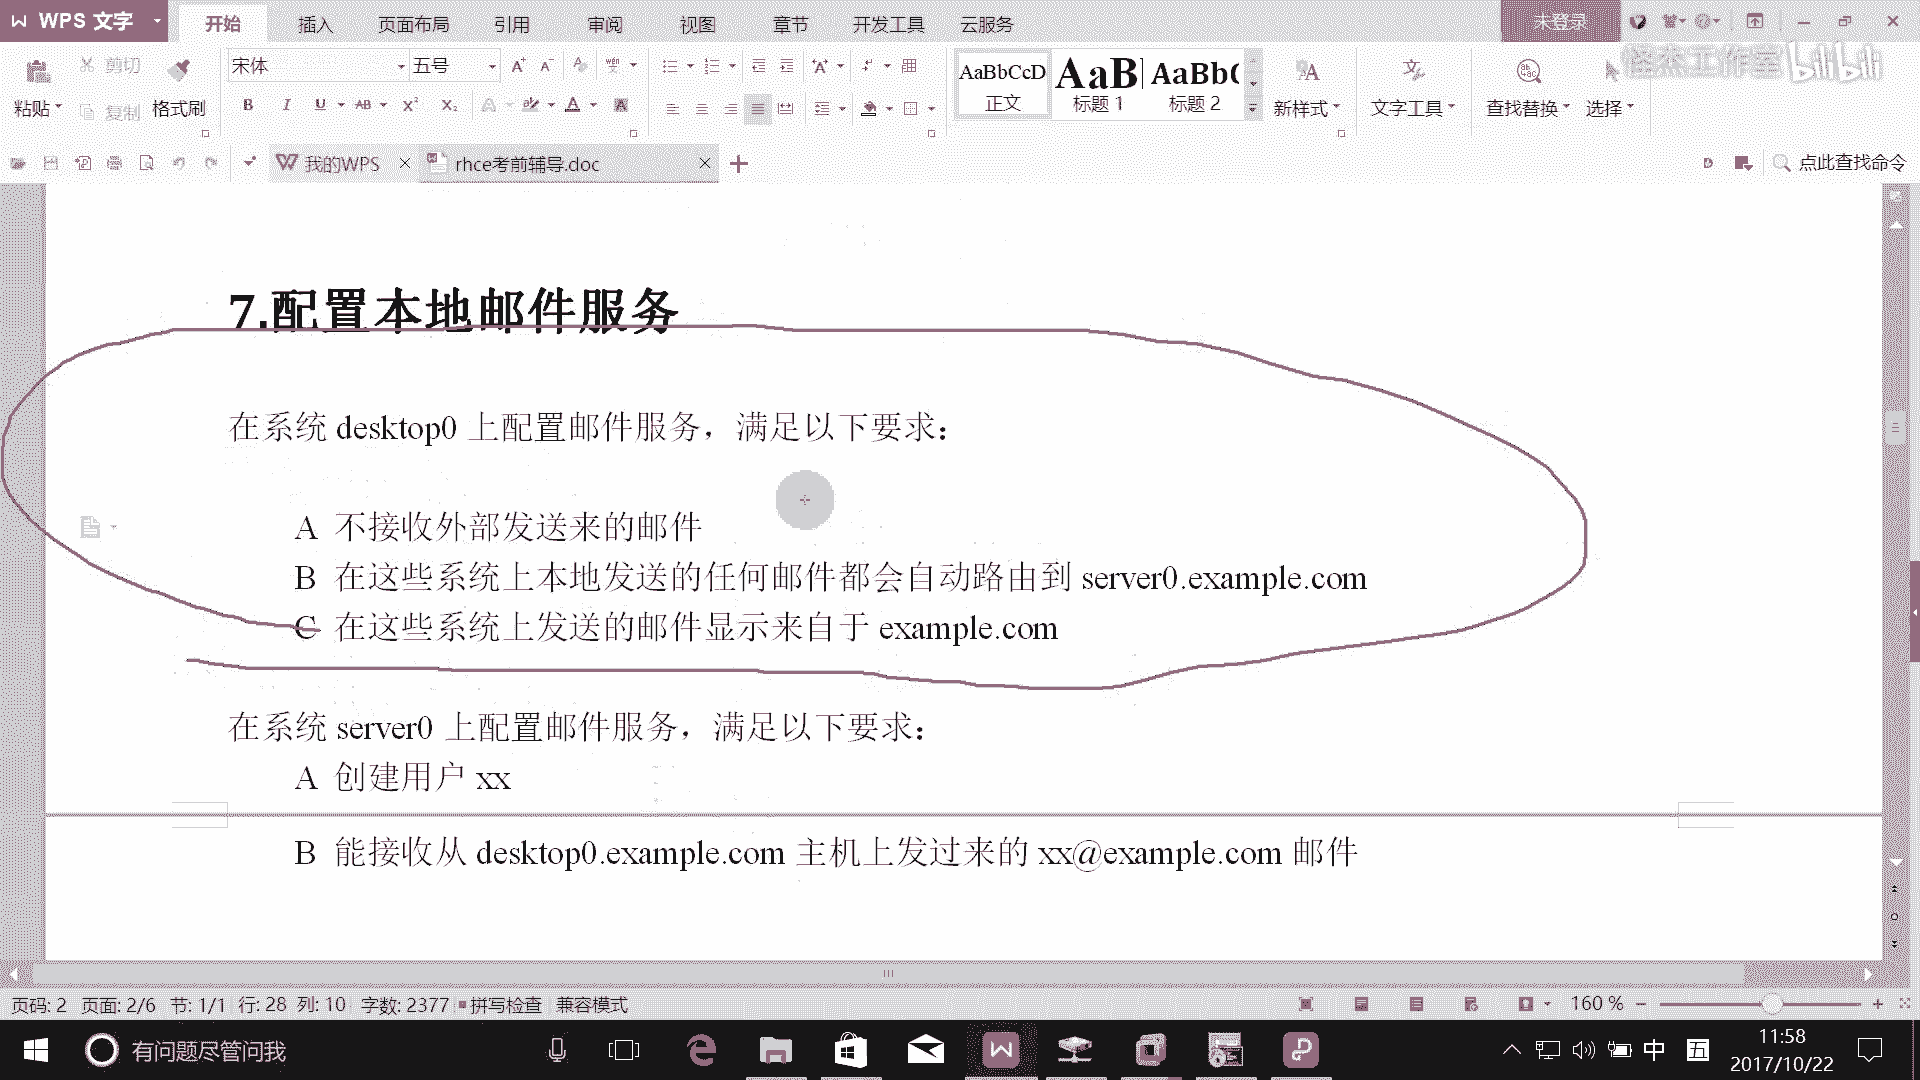 WPS 文字
开始 插入 页面布局 引用 审阅 视图 章节 开发工具 云服务 未登录
bilibili
粘贴 剪切 复制 格式刷
宋体 五号
AaBbCcD 正文
AaB 标题 1
AaBb( 标题 2
新样式 文字工具 查找替换 选择
我的WPS rhce考前辅导.doc 点此查找命令
7.配置本地邮件服务
在系统 desktop0 上配置邮件服务，满足以下要求：
A 不接收外部发送来的邮件
B 在这些系统上本地发送的任何邮件都会自动路由到 server0.example.com
C 在这些系统上发送的邮件显示来自于 example.com
在系统 server0 上配置邮件服务，满足以下要求：
A 创建用户 xx
B 能接收从 desktop0.example.com 主机上发过来的 xx@example.com 邮件
页码: 2 页面: 2/6 节: 1/1 行: 28 列: 10 字数: 2377 拼写检查 兼容模式 160 %
有问题尽管问我
中 五
11:58
2017/10/22